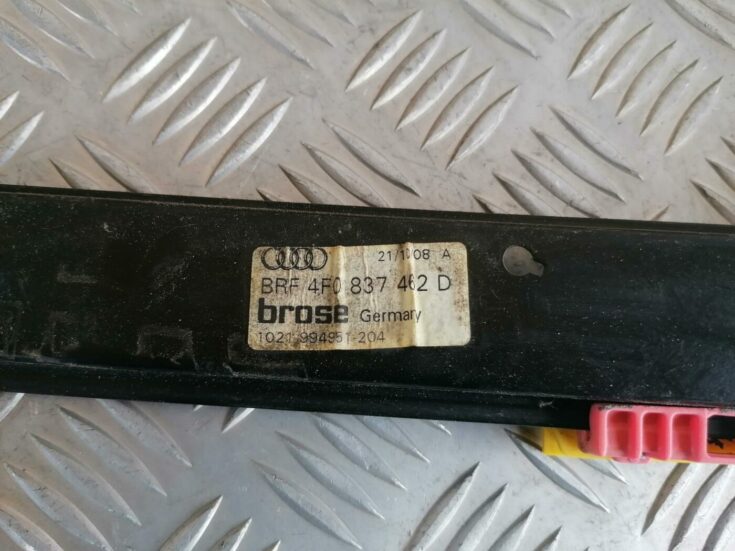 21/1008 A
BRF 4F0 837 462 D
brose Germany
1021 994951-204